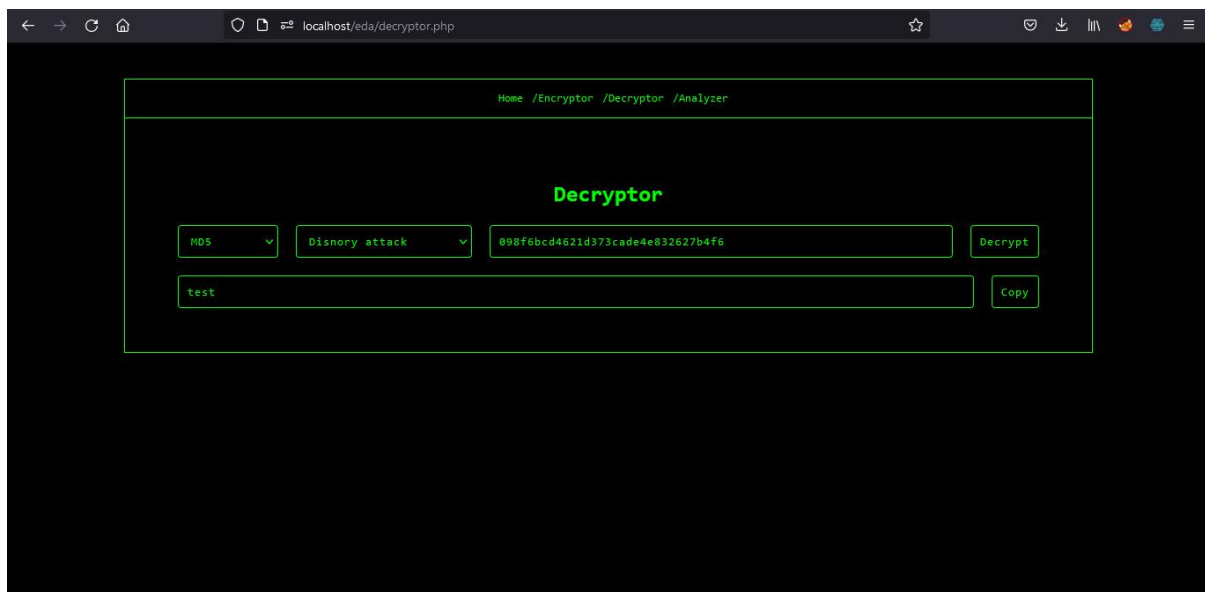 localhost/eda/decryptor.php
Home /Encryptor /Decryptor /Analyzer
Decryptor
MD5 Disnory attack 098f6bcd4621d373cade4e832627b4f6 Decrypt
test Copy